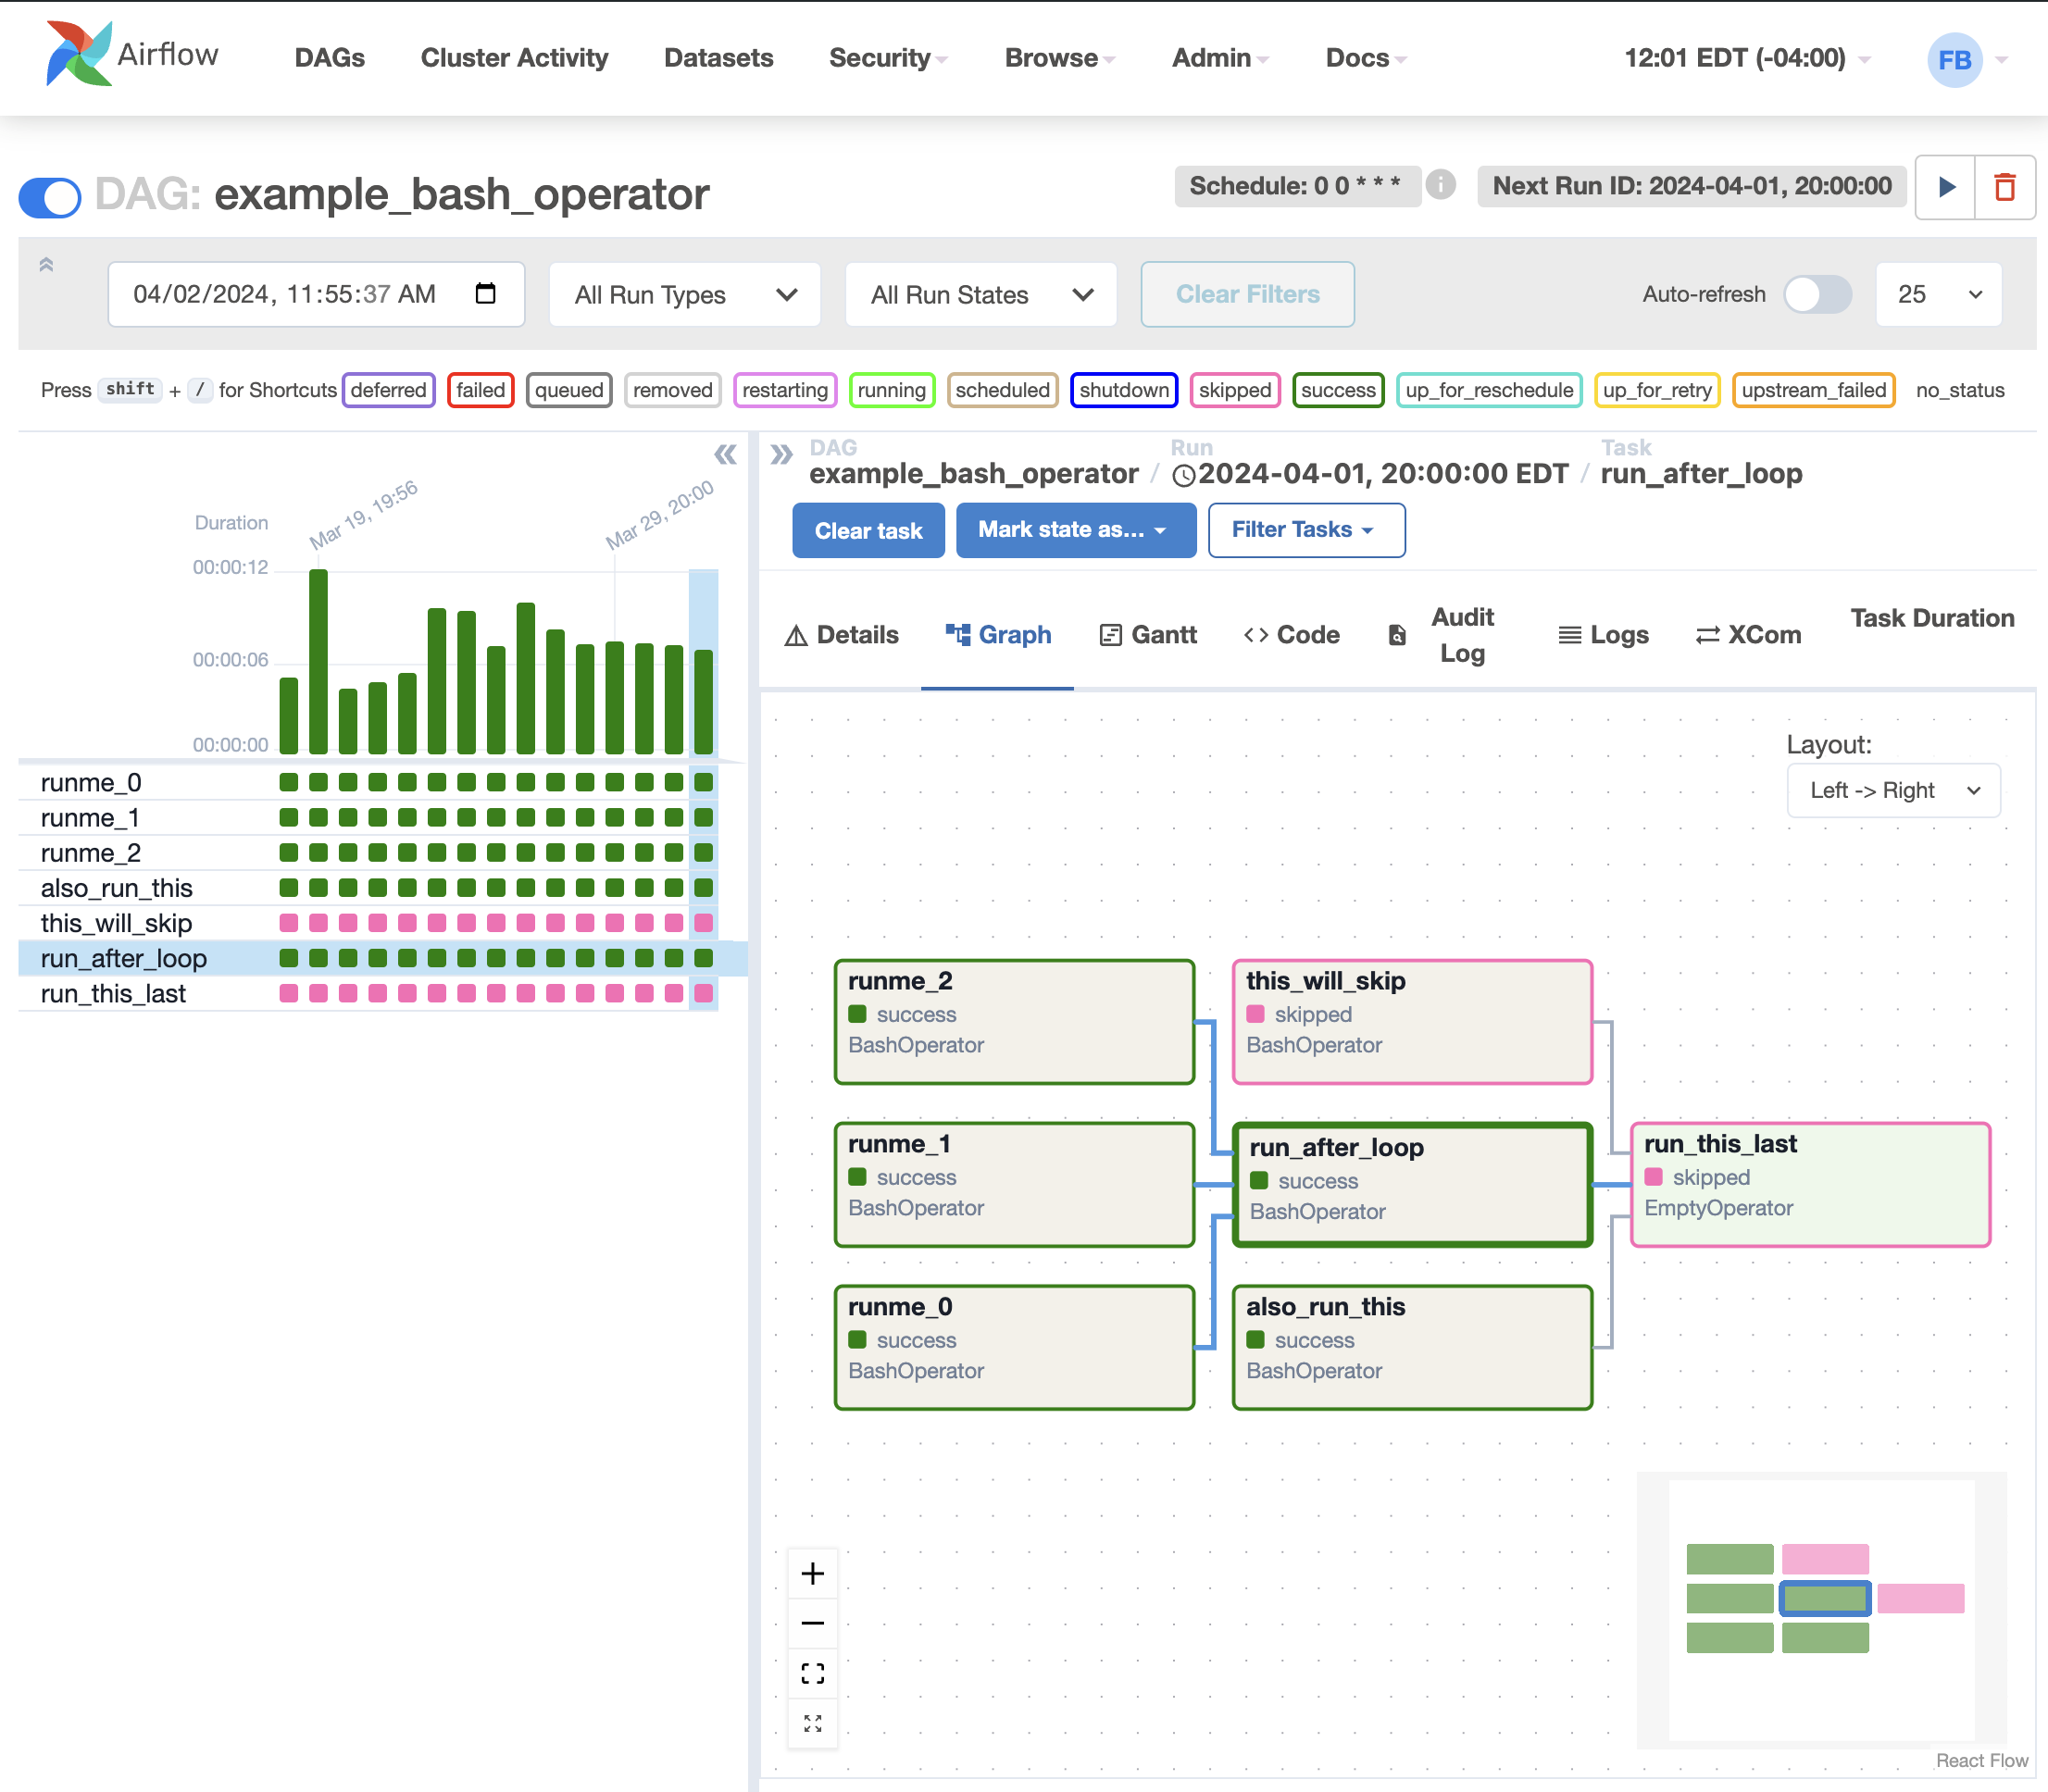 Airflow DAGs Cluster Activity Datasets Security Browse Admin Docs 12:01 EDT (-04:00) FB
DAG: example_bash_operator Schedule: 0 0 * * * i Next Run ID: 2024-04-01, 20:00:00
04/02/2024, 11:55:37 AM All Run Types All Run States Clear Filters Auto-refresh 25
Press shift + / for Shortcuts deferred failed queued removed restarting running scheduled shutdown skipped success up_for_reschedule up_for_retry upstream_failed no_status
Duration
Mar 19, 19:56
Mar 29, 20:00
00:00:12
00:00:06
00:00:00
runme_0
runme_1
runme_2
also_run_this
this_will_skip
run_after_loop
run_this_last
DAG Run Task
example_bash_operator / 2024-04-01, 20:00:00 EDT / run_after_loop
Clear task Mark state as... Filter Tasks
Details Graph Gantt Code Audit Log Logs XCom Task Duration
Layout:
Left -> Right
runme_2
success
BashOperator
this_will_skip
skipped
BashOperator
runme_1
success
BashOperator
run_after_loop
success
BashOperator
run_this_last
skipped
EmptyOperator
runme_0
success
BashOperator
also_run_this
success
BashOperator
React Flow